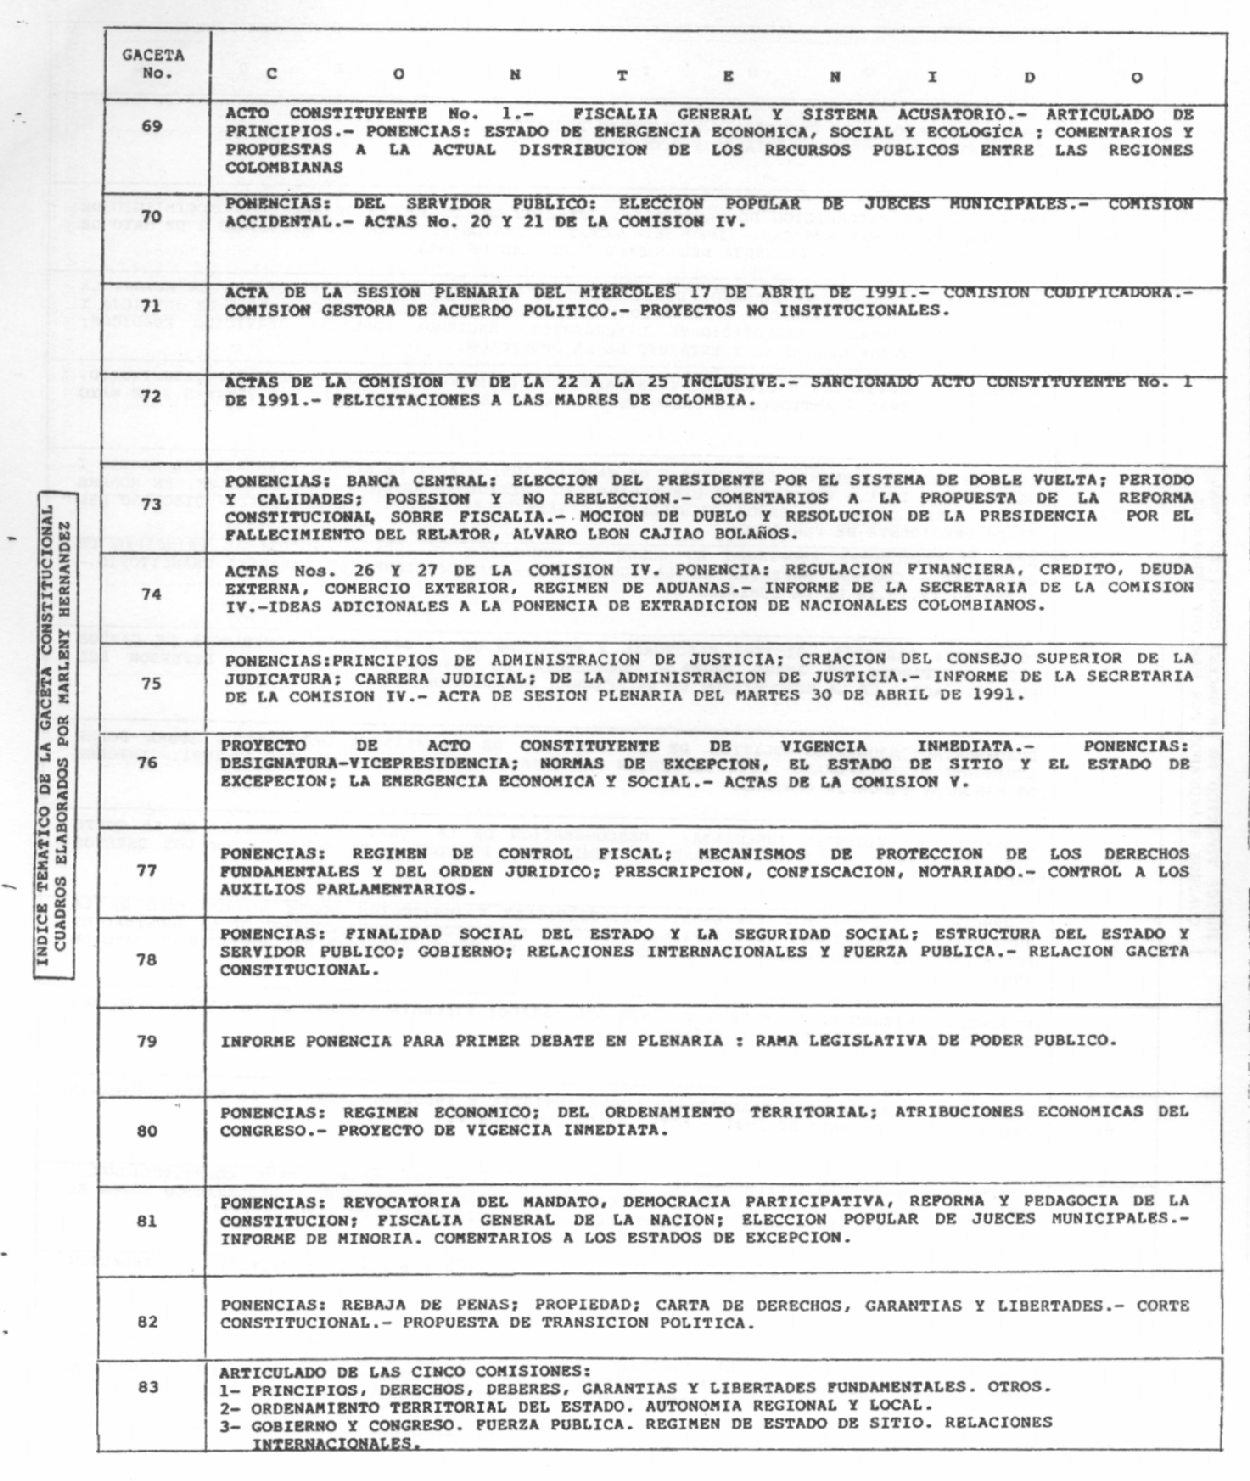 GACETA
No.
C O N T E N I D O
69
ACTO CONSTITUYENTE No. 1.- FISCALIA GENERAL Y SISTEMA ACUSATORIO.- ARTICULADO DE
PRINCIPIOS.- PONENCIAS: ESTADO DE EMERGENCIA ECONOMICA, SOCIAL Y ECOLOGICA ; COMENTARIOS Y
PROPUESTAS A LA ACTUAL DISTRIBUCION DE LOS RECURSOS PUBLICOS ENTRE LAS REGIONES
COLOMBIANAS
70
PONENCIAS: DEL SERVIDOR PUBLICO: ELECCION POPULAR DE JUECES MUNICIPALES.- COMISION
ACCIDENTAL.- ACTAS No. 20 Y 21 DE LA COMISION IV.
71
ACTA DE LA SESION PLENARIA DEL MIERCOLES 17 DE ABRIL DE 1991.- COMISION CODIFICADORA.-
COMISION GESTORA DE ACUERDO POLITICO.- PROYECTOS NO INSTITUCIONALES.
72
ACTAS DE LA COMISION IV DE LA 22 A LA 25 INCLUSIVE.- SANCIONADO ACTO CONSTITUYENTE No. 1
DE 1991.- FELICITACIONES A LAS MADRES DE COLOMBIA.
73
PONENCIAS: BANCA CENTRAL: ELECCION DEL PRESIDENTE POR EL SISTEMA DE DOBLE VUELTA; PERIODO
Y CALIDADES; POSESION Y NO REELECCION.- COMENTARIOS A LA PROPUESTA DE LA REFORMA
CONSTITUCIONAL SOBRE FISCALIA.- MOCION DE DUELO Y RESOLUCION DE LA PRESIDENCIA POR EL
FALLECIMIENTO DEL RELATOR, ALVARO LEON CAJIAO BOLAÑOS.
74
ACTAS Nos. 26 Y 27 DE LA COMISION IV. PONENCIA: REGULACION FINANCIERA, CREDITO, DEUDA
EXTERNA, COMERCIO EXTERIOR, REGIMEN DE ADUANAS.- INFORME DE LA SECRETARIA DE LA COMISION
IV.-IDEAS ADICIONALES A LA PONENCIA DE EXTRADICION DE NACIONALES COLOMBIANOS.
75
PONENCIAS:PRINCIPIOS DE ADMINISTRACION DE JUSTICIA; CREACION DEL CONSEJO SUPERIOR DE LA
JUDICATURA; CARRERA JUDICIAL; DE LA ADMINISTRACION DE JUSTICIA.- INFORME DE LA SECRETARIA
DE LA COMISION IV.- ACTA DE SESION PLENARIA DEL MARTES 30 DE ABRIL DE 1991.
76
PROYECTO DE ACTO CONSTITUYENTE DE VIGENCIA INMEDIATA.- PONENCIAS:
DESIGNATURA-VICEPRESIDENCIA; NORMAS DE EXCEPCION, EL ESTADO DE SITIO Y EL ESTADO DE
EXCEPECION; LA EMERGENCIA ECONOMICA Y SOCIAL.- ACTAS DE LA COMISION V.
77
PONENCIAS: REGIMEN DE CONTROL FISCAL; MECANISMOS DE PROTECCION DE LOS DERECHOS
FUNDAMENTALES Y DEL ORDEN JURIDICO; PRESCRIPCION, CONFISCACION, NOTARIADO.- CONTROL A LOS
AUXILIOS PARLAMENTARIOS.
78
PONENCIAS: FINALIDAD SOCIAL DEL ESTADO Y LA SEGURIDAD SOCIAL; ESTRUCTURA DEL ESTADO Y
SERVIDOR PUBLICO; GOBIERNO; RELACIONES INTERNACIONALES Y FUERZA PUBLICA.- RELACION GACETA
CONSTITUCIONAL.
79
INFORME PONENCIA PARA PRIMER DEBATE EN PLENARIA : RAMA LEGISLATIVA DE PODER PUBLICO.
80
PONENCIAS: REGIMEN ECONOMICO; DEL ORDENAMIENTO TERRITORIAL; ATRIBUCIONES ECONOMICAS DEL
CONGRESO.- PROYECTO DE VIGENCIA INMEDIATA.
81
PONENCIAS: REVOCATORIA DEL MANDATO, DEMOCRACIA PARTICIPATIVA, REFORMA Y PEDAGOCIA DE LA
CONSTITUCION; FISCALIA GENERAL DE LA NACION; ELECCION POPULAR DE JUECES MUNICIPALES.-
INFORME DE MINORIA. COMENTARIOS A LOS ESTADOS DE EXCEPCION.
82
PONENCIAS: REBAJA DE PENAS; PROPIEDAD; CARTA DE DERECHOS, GARANTIAS Y LIBERTADES.- CORTE
CONSTITUCIONAL.- PROPUESTA DE TRANSICION POLITICA.
83
ARTICULADO DE LAS CINCO COMISIONES:
1- PRINCIPIOS, DERECHOS, DEBERES, GARANTIAS Y LIBERTADES FUNDAMENTALES. OTROS.
2- ORDENAMIENTO TERRITORIAL DEL ESTADO. AUTONOMIA REGIONAL Y LOCAL.
3- GOBIERNO Y CONGRESO. FUERZA PUBLICA. REGIMEN DE ESTADO DE SITIO. RELACIONES
INTERNACIONALES.
INDICE TEMATICO DE LA GACETA CONSTITUCIONAL
CUADROS ELABORADOS POR MARLENY HERNANDEZ